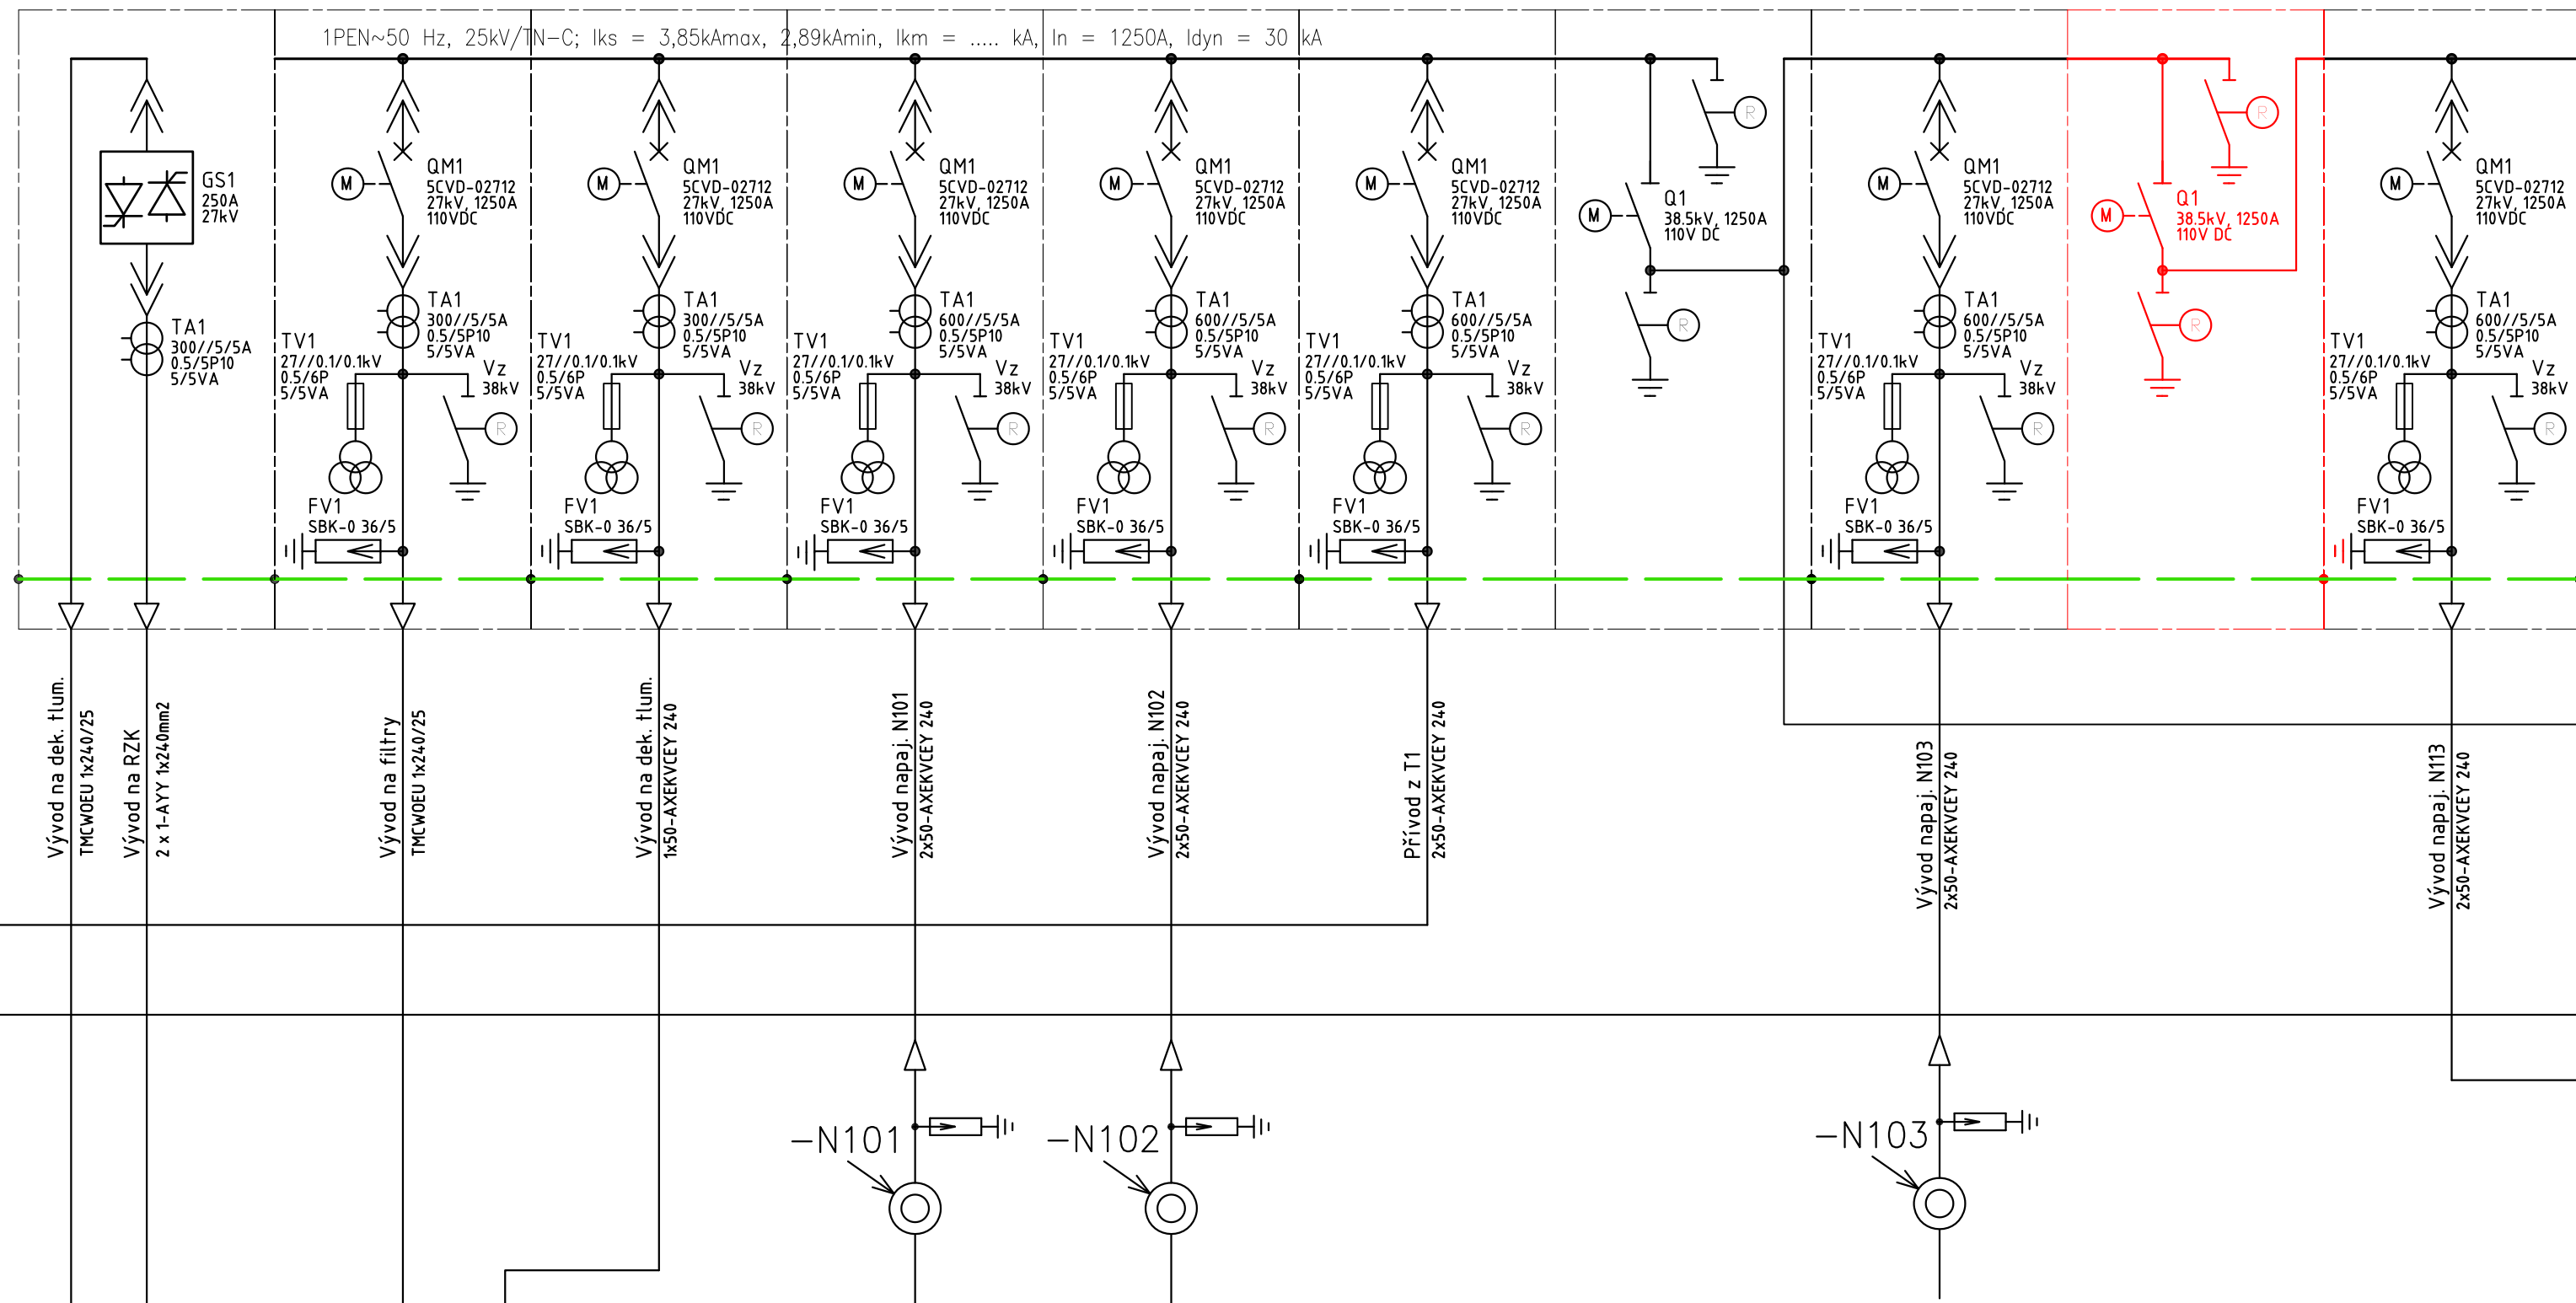 1PEN~50 Hz, 25kV/TN-C; Iks = 3,85kAmax, 2,89kAmin, Ikm = ..... kA, In = 1250A, Idyn = 30 kA
GS1
250A
27kV
TA1
300//5/5A
0.5/5P10
5/5VA
M
QM1
5CVD-02712
27kV, 1250A
110VDC
TA1
300//5/5A
0.5/5P10
5/5VA
TV1
27//0.1/0.1kV
0.5/6P
5/5VA
Vz
38kV
R
FV1
SBK-0 36/5
M
QM1
5CVD-02712
27kV, 1250A
110VDC
TA1
300//5/5A
0.5/5P10
5/5VA
TV1
27//0.1/0.1kV
0.5/6P
5/5VA
Vz
38kV
R
FV1
SBK-0 36/5
M
QM1
5CVD-02712
27kV, 1250A
110VDC
TA1
600//5/5A
0.5/5P10
5/5VA
TV1
27//0.1/0.1kV
0.5/6P
5/5VA
Vz
38kV
R
FV1
SBK-0 36/5
M
QM1
5CVD-02712
27kV, 1250A
110VDC
TA1
600//5/5A
0.5/5P10
5/5VA
TV1
27//0.1/0.1kV
0.5/6P
5/5VA
Vz
38kV
R
FV1
SBK-0 36/5
M
QM1
5CVD-02712
27kV, 1250A
110VDC
TA1
600//5/5A
0.5/5P10
5/5VA
TV1
27//0.1/0.1kV
0.5/6P
5/5VA
Vz
38kV
R
FV1
SBK-0 36/5
R
M
Q1
38.5kV, 1250A
110V DC
R
M
QM1
5CVD-02712
27kV, 1250A
110VDC
TA1
600//5/5A
0.5/5P10
5/5VA
TV1
27//0.1/0.1kV
0.5/6P
5/5VA
Vz
38kV
R
FV1
SBK-0 36/5
R
M
Q1
38.5kV, 1250A
110V DC
R
M
QM1
5CVD-02712
27kV, 1250A
110VDC
TA1
600//5/5A
0.5/5P10
5/5VA
TV1
27//0.1/0.1kV
0.5/6P
5/5VA
Vz
38kV
R
FV1
SBK-0 36/5
Vývod na dek. tlum.
TMCWOEU 1x240/25
Vývod na RZK
2 x 1-AYY 1x240mm2
Vývod na filtry
TMCWOEU 1x240/25
Vývod na dek. tlum.
1x50-AXEKVCEY 240
Vývod napaj. N101
2x50-AXEKVCEY 240
Vývod napaj. N102
2x50-AXEKVCEY 240
Přívod z T1
2x50-AXEKVCEY 240
Vývod napaj. N103
2x50-AXEKVCEY 240
Vývod napaj. N113
2x50-AXEKVCEY 240
-N101
-N102
-N103